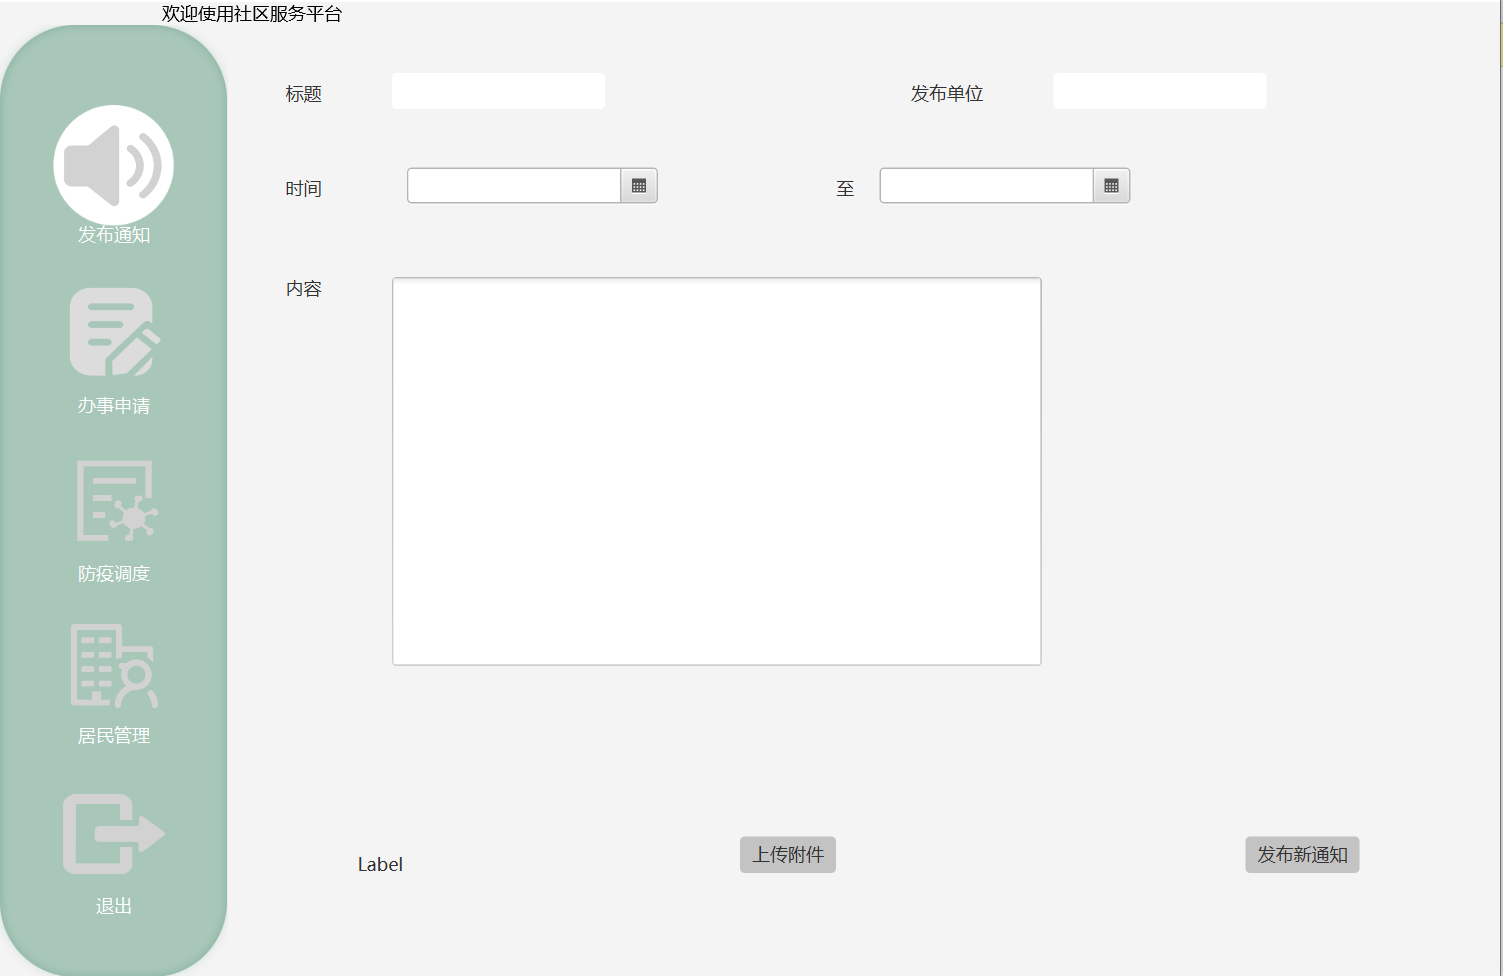 欢迎使用社区服务平台
标题
发布单位
时间
至
内容
发布通知
办事申请
防疫调度
居民管理
退出
Label
上传附件
发布新通知